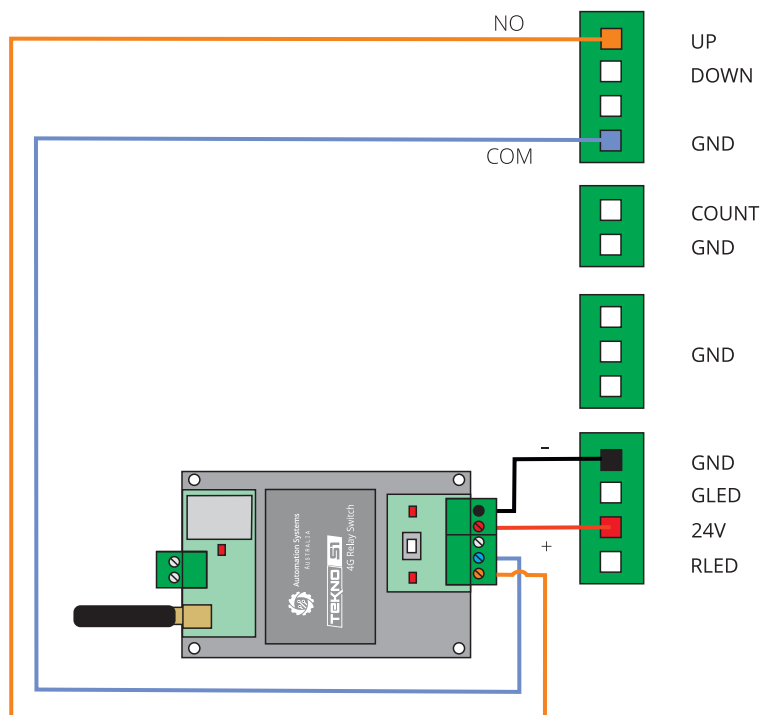 NO
UP
DOWN
COM
GND
COUNT
GND
GND
-
GND
GLED
24V
+
RLED
Automation Systems
AUSTRALIA
TEKNO S1
4G Relay Switch